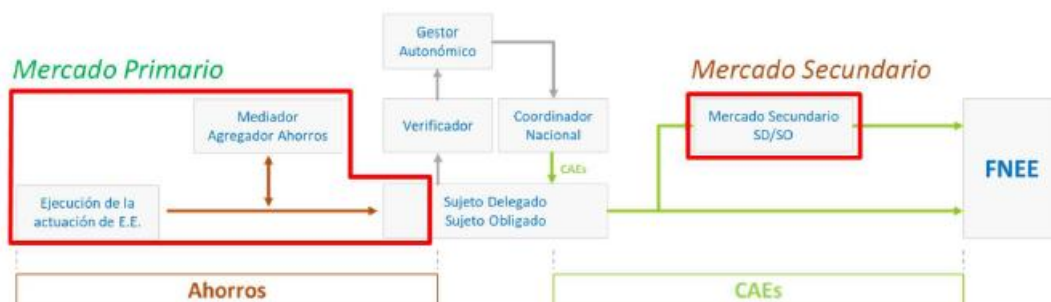 Gestor
Autonómico
Mercado Primario
Mercado Secundario
Mediador
Agregador Ahorros
Verificador
Coordinador
Nacional
Mercado Secundario
SD/SO
CAEs
FNEE
Ejecución de la
actuación de E.E.
Sujeto Delegado
Sujeto Obligado
Ahorros
CAEs